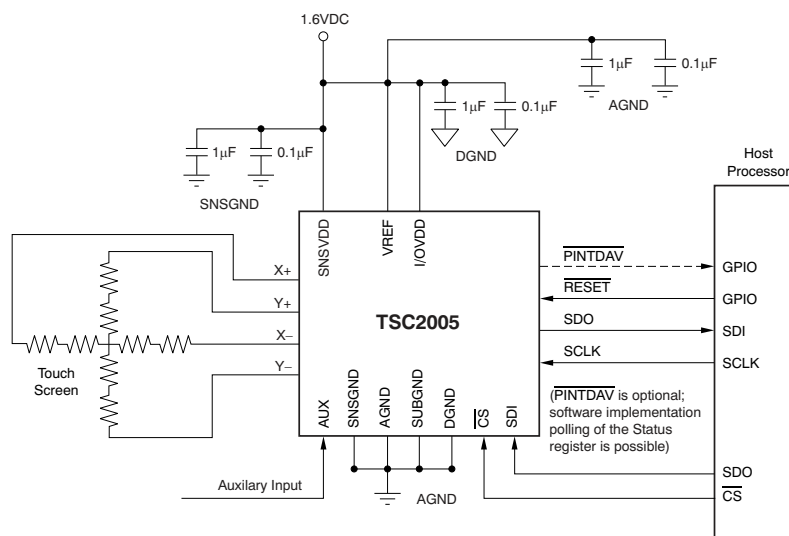 1.6VDC
1μF
0.1μF
AGND
1μF
0.1μF
DGND
1μF
0.1μF
SNSGND
Host
Processor
SNSVDD
VREF
I/OVDD
X+
Y+
X−
Y−
TSC2005
PINTDAV
GPIO
RESET
GPIO
SDO
SDI
SCLK
SCLK
Touch
Screen
AUX
SNSGND
AGND
SUBGND
DGND
CS
SDI
(PINTDAV is optional;
software implementation
polling of the Status
register is possible)
Auxilary Input
AGND
SDO
CS